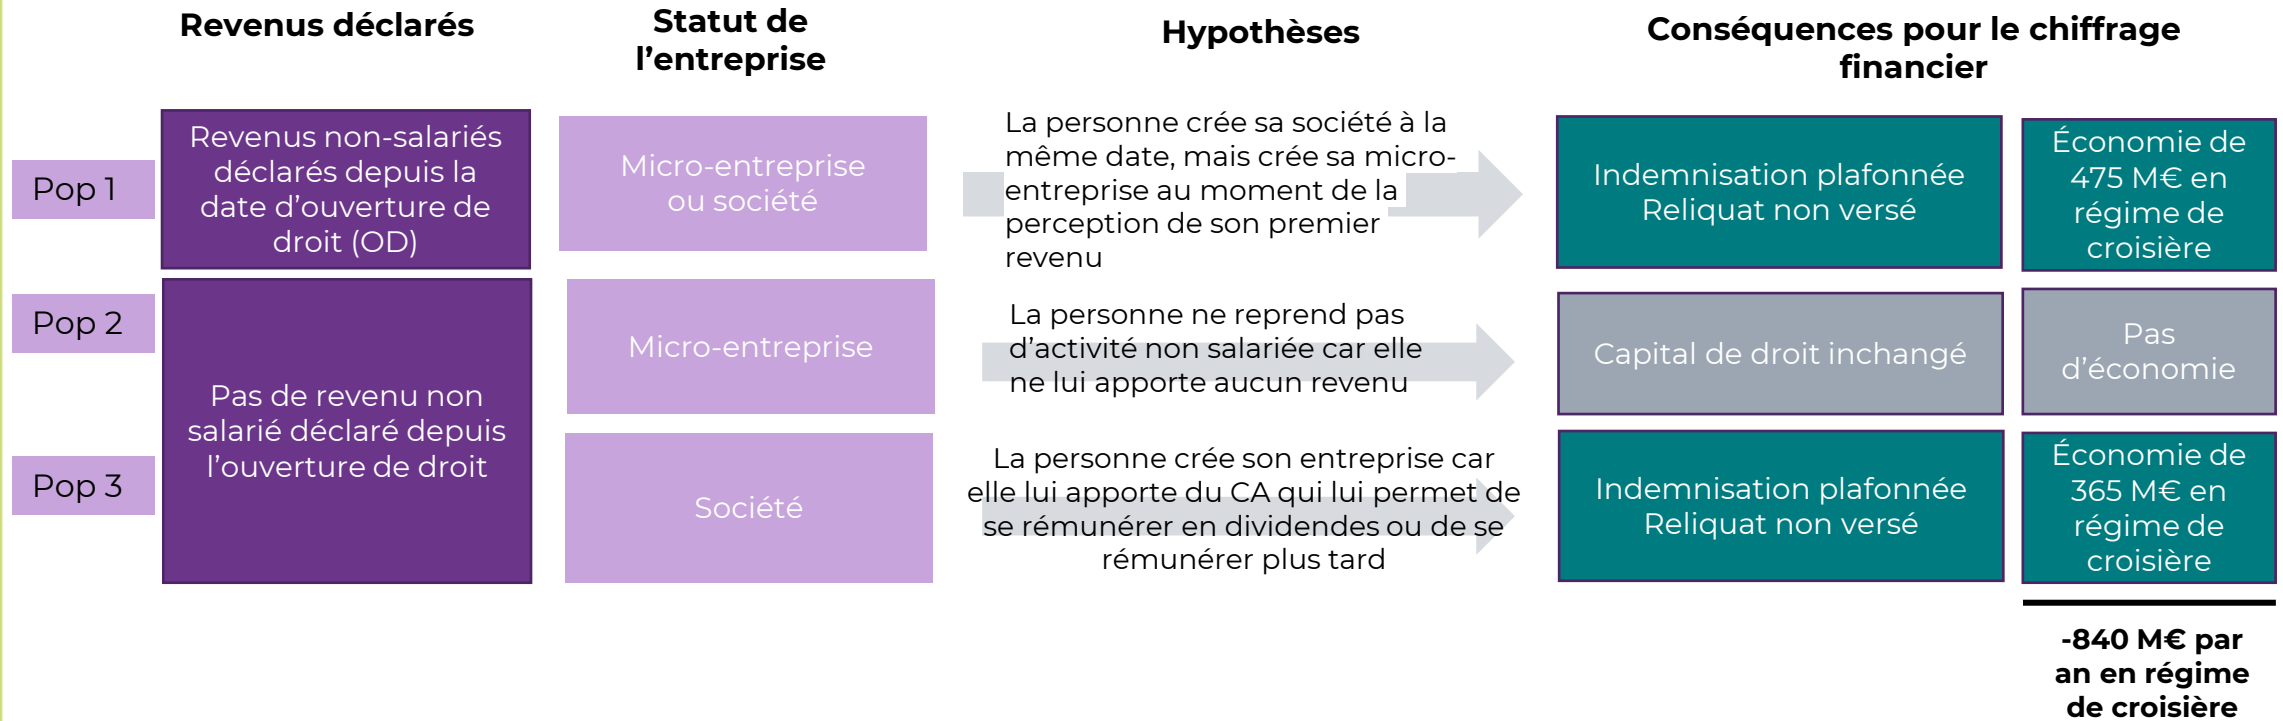 Revenus déclarés
Statut de
l’entreprise
Hypothèses
Conséquences pour le chiffrage
financier
Pop 1
Revenus non-salariés
déclarés depuis la
date d’ouverture de
droit (OD)
Micro-entreprise
ou société
La personne crée sa société à la
même date, mais crée sa micro-
entreprise au moment de la
perception de son premier
revenu
Indemnisation plafonnée
Reliquat non versé
Économie de
475 M€ en
régime de
croisière
Pop 2
Pas de revenu non
salarié déclaré depuis
l’ouverture de droit
Micro-entreprise
La personne ne reprend pas
d’activité non salariée car elle
ne lui apporte aucun revenu
Capital de droit inchangé
Pas
d’économie
Pop 3
Société
La personne crée son entreprise car
elle lui apporte du CA qui lui permet de
se rémunérer en dividendes ou de se
rémunérer plus tard
Indemnisation plafonnée
Reliquat non versé
Économie de
365 M€ en
régime de
croisière
-840 M€ par
an en régime
de croisière